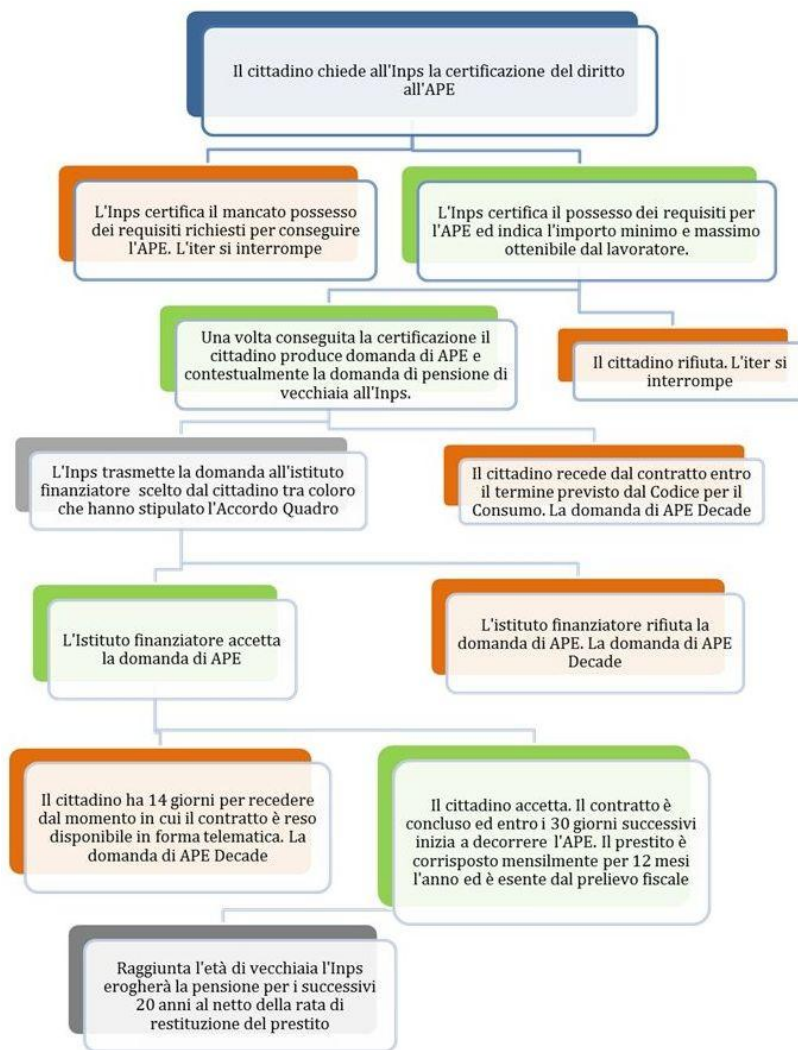 Il cittadino chiede all'Inps la certificazione del diritto
all'APE
L'Inps certifica il mancato possesso
dei requisiti richiesti per conseguire
l'APE. L'iter si interrompe
L'Inps certifica il possesso dei requisiti per
l'APE ed indica l'importo minimo e massimo
ottenibile dal lavoratore.
Una volta conseguita la certificazione il
cittadino produce domanda di APE e
contestualmente la domanda di pensione di
vecchiaia all'Inps.
Il cittadino rifiuta. L'iter si
interrompe
L'Inps trasmette la domanda all'istituto
finanziatore scelto dal cittadino tra coloro
che hanno stipulato l'Accordo Quadro
Il cittadino recede dal contratto entro
il termine previsto dal Codice per il
Consumo. La domanda di APE Decade
L'Istituto finanziatore accetta
la domanda di APE
L'istituto finanziatore rifiuta la
domanda di APE. La domanda di APE
Decade
Il cittadino ha 14 giorni per recedere
dal momento in cui il contratto è reso
disponibile in forma telematica. La
domanda di APE Decade
Il cittadino accetta. Il contratto è
concluso ed entro i 30 giorni successivi
inizia a decorrere l'APE. Il prestito è
corrisposto mensilmente per 12 mesi
l'anno ed è esente dal prelievo fiscale
Raggiunta l'età di vecchiaia l'Inps
erogherà la pensione per i successivi
20 anni al netto della rata di
restituzione del prestito